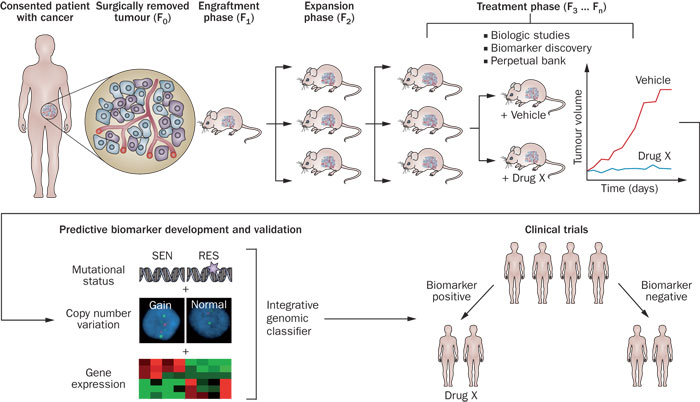 Consented patient
with cancer
Surgically removed
tumour (F0)
Engraftment
phase (F1)
Expansion
phase (F2)
Treatment phase (F3 ... Fn)
■ Biologic studies
■ Biomarker discovery
■ Perpetual bank
+ Vehicle
+ Drug X
Tumour volume
Vehicle
Drug X
Time (days)
Predictive biomarker development and validation
SEN
RES
Mutational
status
+
Copy number
variation
Gain
Normal
+
Gene
expression
Integrative
genomic
classifier
Clinical trials
Biomarker
positive
Biomarker
negative
Drug X